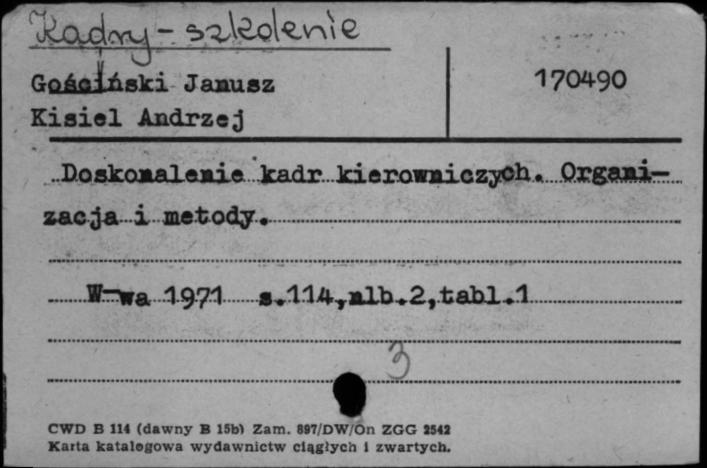 Kadry - szkolenie
Gościński Janusz
170490
Kisiel Andrzej
Doskonalenie kadr kierowniczych. Organi-
zacja i metody.
W-wa 1971 s.114,nlb.2,tabl.1
3
CWD B 114 (dawny B 15b) Zam. 897/DW/On ZGG 2542
Karta katalogowa wydawnictw ciągłych i zwartych.